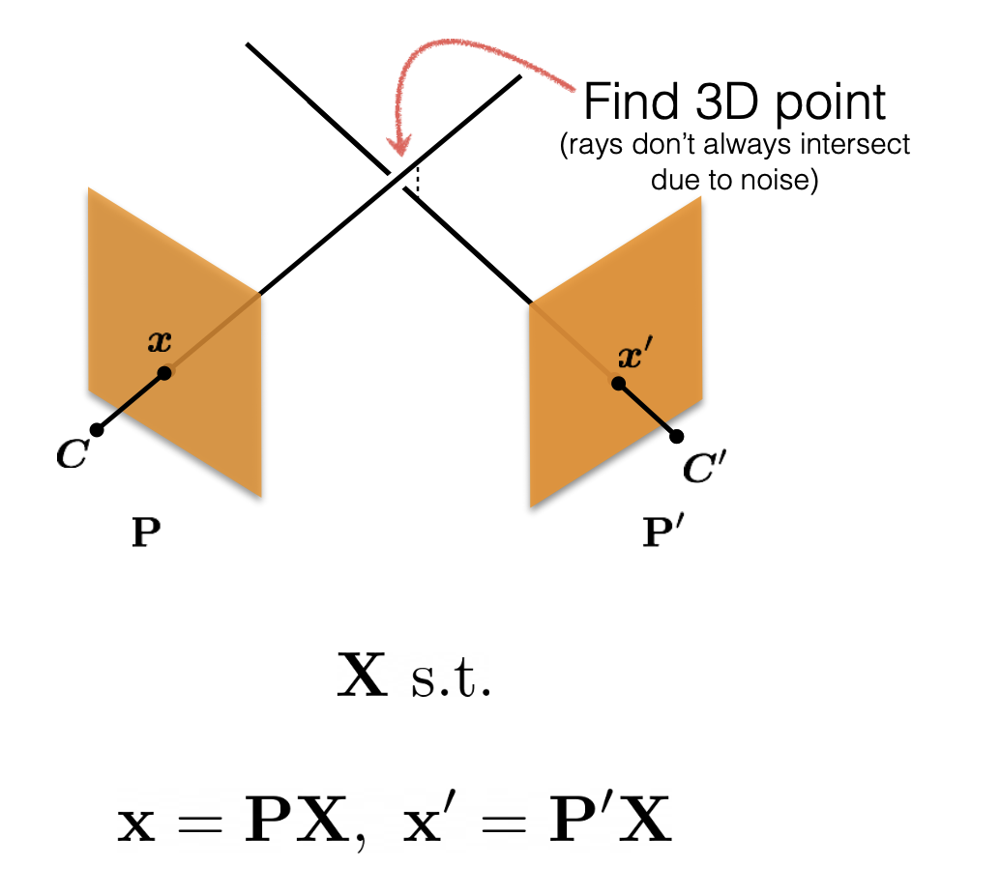 Find 3D point
(rays don't always intersect
due to noise)
x
x′
C
C′
P
P′
X s.t.
x = PX, x′ = P′X